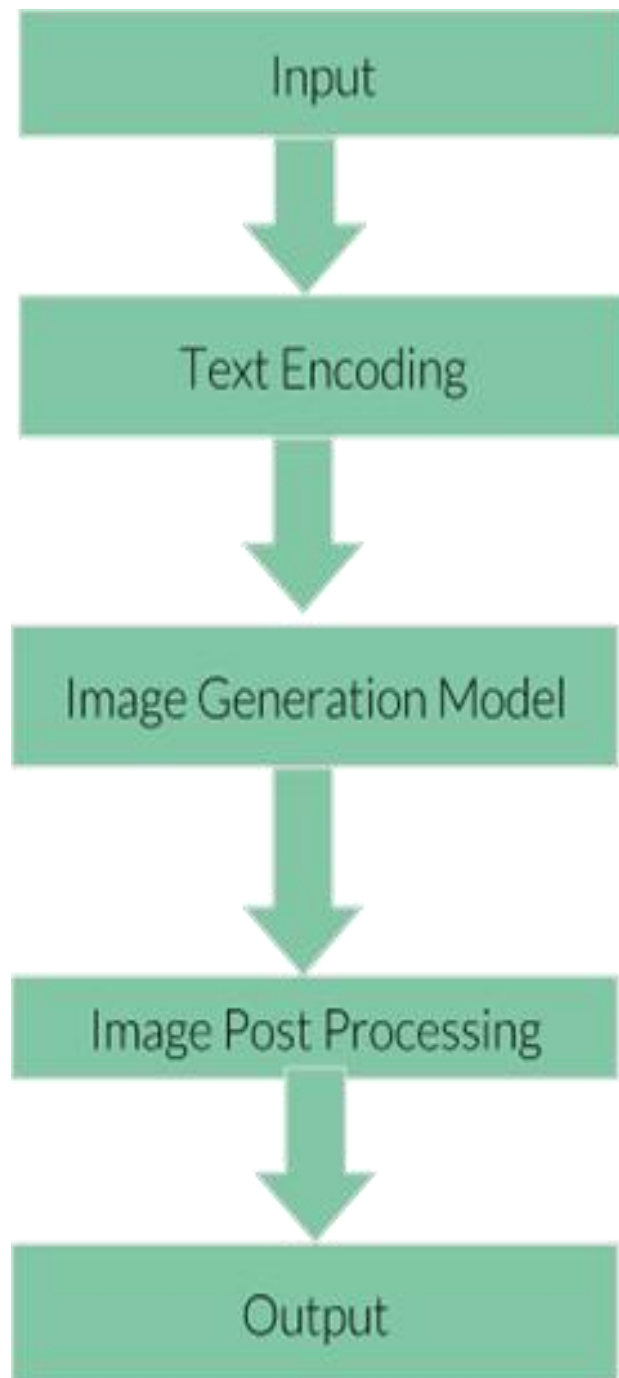 Input
Text Encoding
Image Generation Model
Image Post Processing
Output